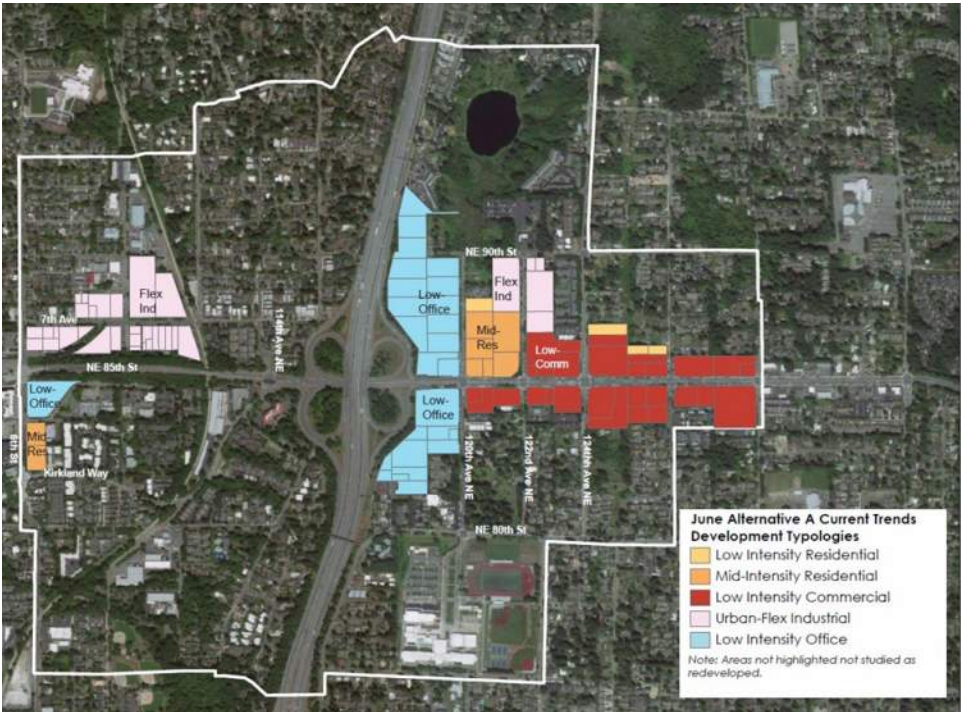 NE 90th St
Flex
Ind
Low-
Office
Flex
Ind
7th Ave
114th Ave NE
Mid-
Res
Low-
Comm
NE 85th St
Low-
Office
Low-
Office
6th St
Mid-
Res
Kirkland Way
120th Ave NE
122nd Ave NE
124th Ave NE
NE 80th St
June Alternative A Current Trends
Development Typologies
Low Intensity Residential
Mid-Intensity Residential
Low Intensity Commercial
Urban-Flex Industrial
Low Intensity Office
Note: Areas not highlighted not studied as
redeveloped.